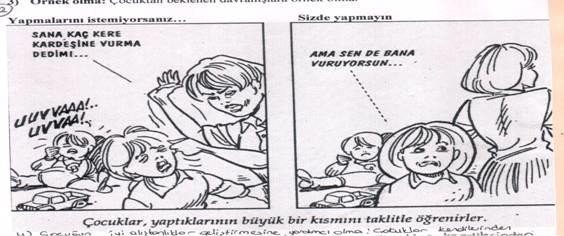 3) Örnek olma: Çocuktan beklenen davranışlara örnek olma.
2)
Yapmalarını istemiyorsanız...
Sizde yapmayın
SANA KAÇ KERE
KARDEŞİNE VURMA
DEDİM!...
UUVVAAA!..
UVVAA!
AMA SEN DE BANA
VURUYORSUN...
Çocuklar, yaptıklarının büyük bir kısmını taklitle öğrenirler.
4) Çocuğun iyi alışkanlıklar geliştirmesine yardımcı olma: Çocuklar kendilerinden